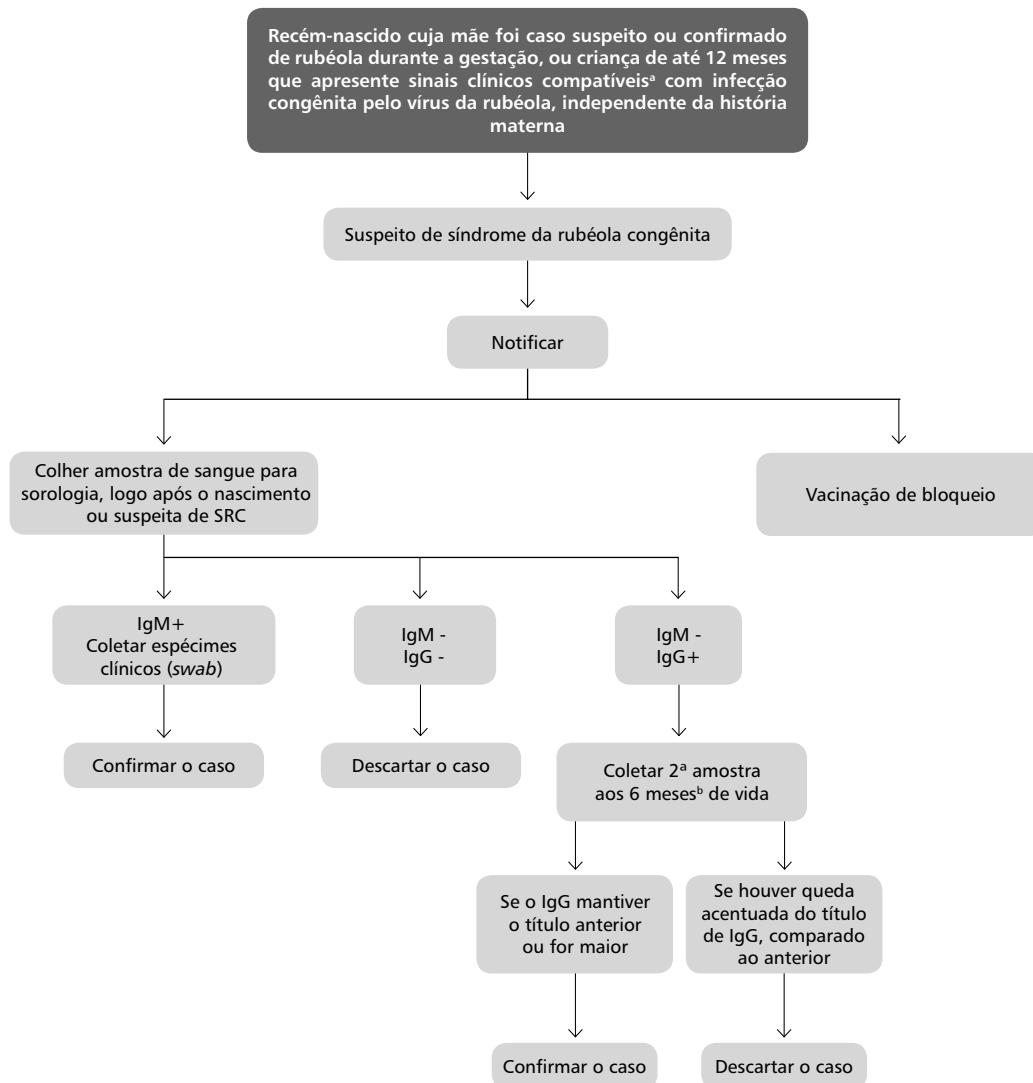 Recém-nascido cuja mãe foi caso suspeito ou confirmado
de rubéola durante a gestação, ou criança de até 12 meses
que apresente sinais clínicos compatíveisª com infecção
congênita pelo vírus da rubéola, independente da história
materna
Suspeito de síndrome da rubéola congênita
Notificar
Colher amostra de sangue para
sorologia, logo após o nascimento
ou suspeita de SRC
Vacinação de bloqueio
IgM+
Coletar espécimes
clínicos (swab)
IgM -
IgG -
IgM -
IgG+
Confirmar o caso
Descartar o caso
Coletar 2ª amostra
aos 6 mesesᵇ de vida
Se o IgG mantiver
o título anterior
ou for maior
Se houver queda
acentuada do título
de IgG, comparado
ao anterior
Confirmar o caso
Descartar o caso